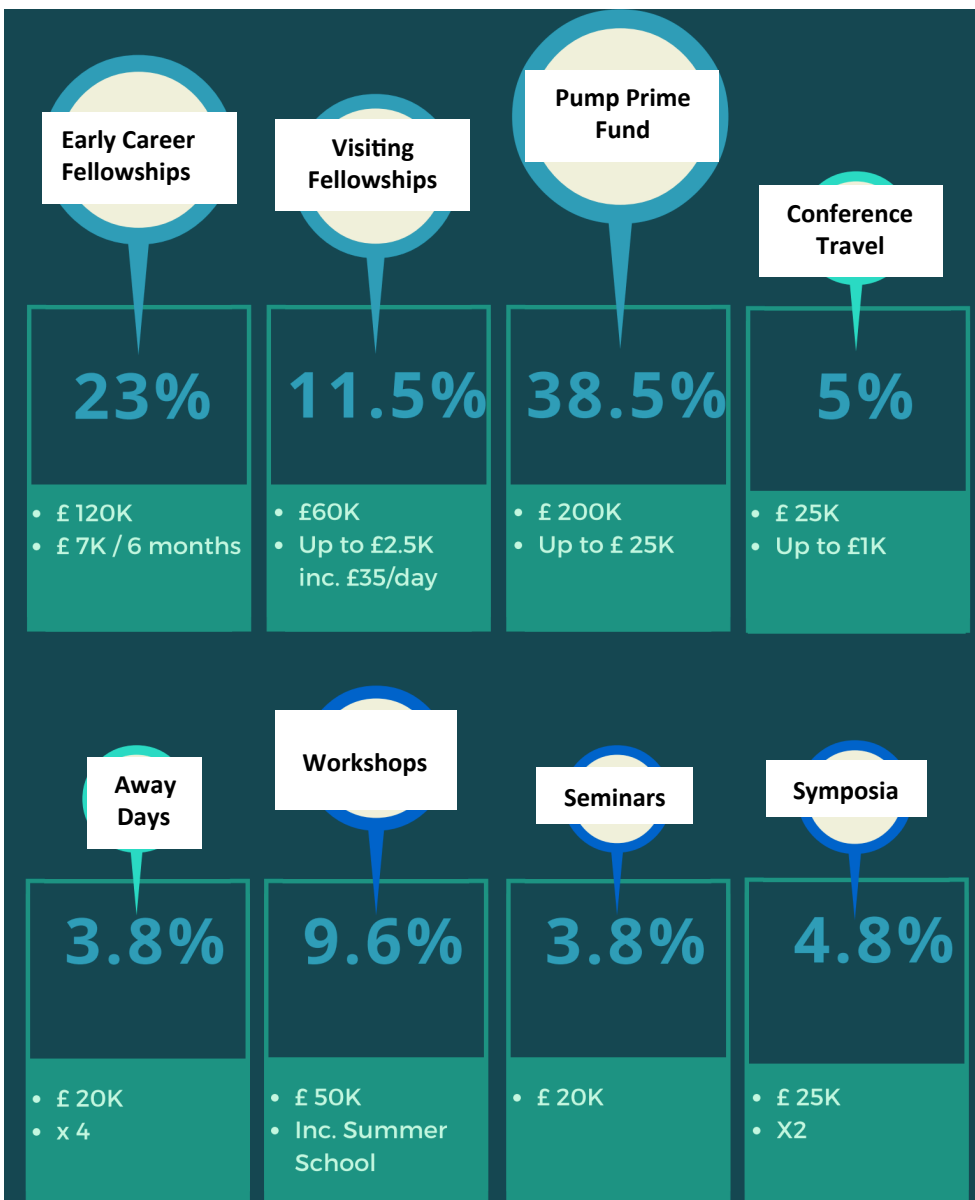 Early Career
Fellowships
23%
• £ 120K
• £ 7K / 6 months
Visiting
Fellowships
11.5%
• £60K
• Up to £2.5K
inc. £35/day
Pump Prime
Fund
38.5%
• £ 200K
• Up to £ 25K
Conference
Travel
5%
• £ 25K
• Up to £1K
Away
Days
3.8%
• £ 20K
• x 4
Workshops
9.6%
• £ 50K
• Inc. Summer
School
Seminars
3.8%
• £ 20K
Symposia
4.8%
• £ 25K
• X2